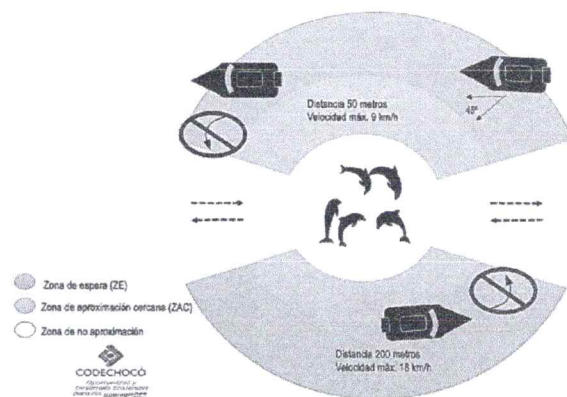 Distancia 50 metros
Velocidad máx. 9 km/h
45º
Zona de espera (ZE)
Zona de aproximación cercana (ZAC)
Zona de no aproximación
Distancia 200 metros
Velocidad máx. 18 km/h
CODECHOCÓ